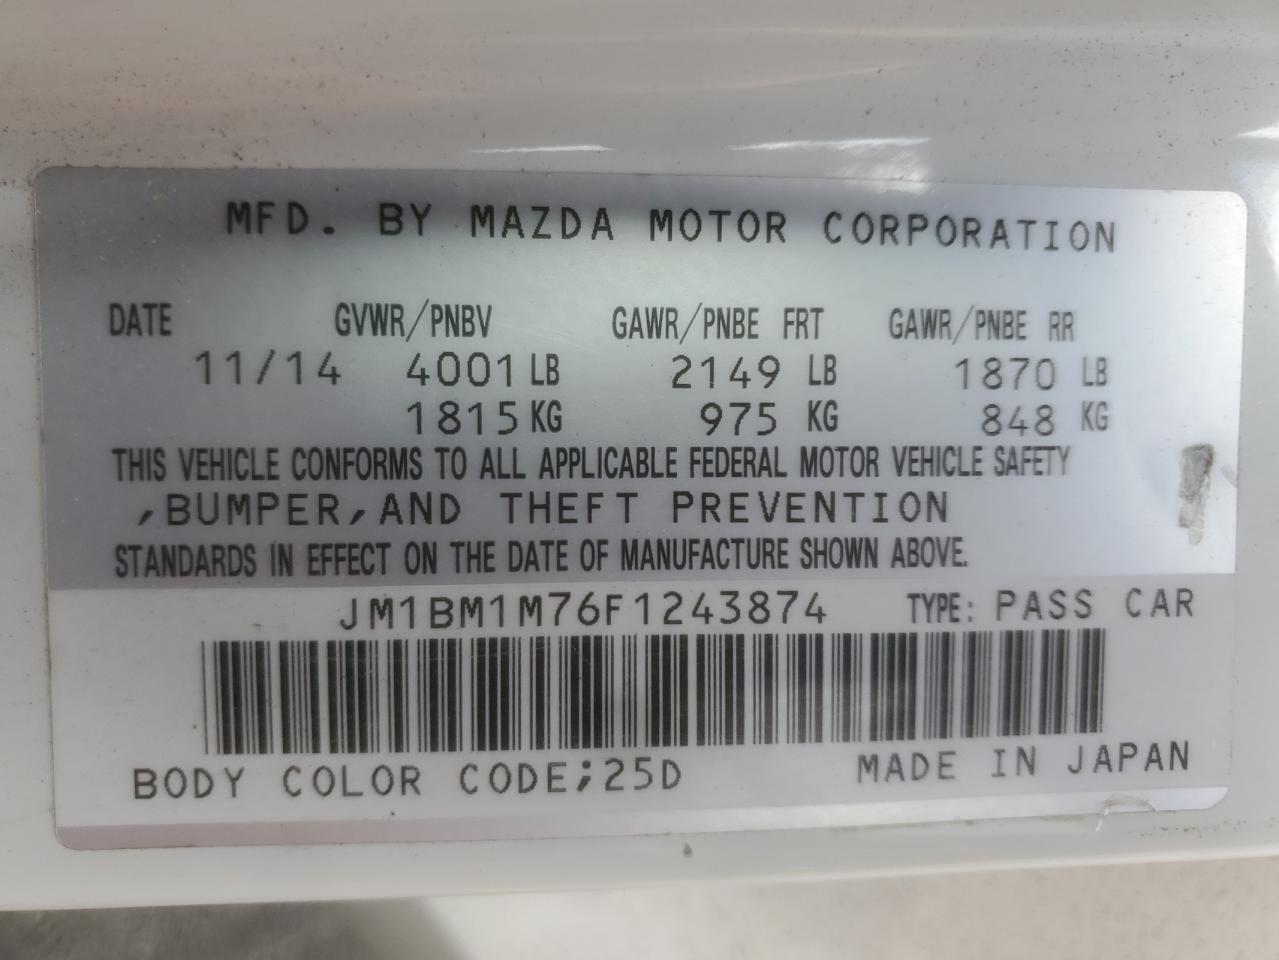 MFD. BY MAZDA MOTOR CORPORATION
DATE GVWR/PNBV GAWR/PNBE FRT GAWR/PNBE RR
11/14 4001 LB 2149 LB 1870 LB
1815 KG 975 KG 848 KG
THIS VEHICLE CONFORMS TO ALL APPLICABLE FEDERAL MOTOR VEHICLE SAFETY
,BUMPER,AND THEFT PREVENTION
STANDARDS IN EFFECT ON THE DATE OF MANUFACTURE SHOWN ABOVE.
JM1BM1M76F1243874 TYPE: PASS CAR
BODY COLOR CODE;25D MADE IN JAPAN